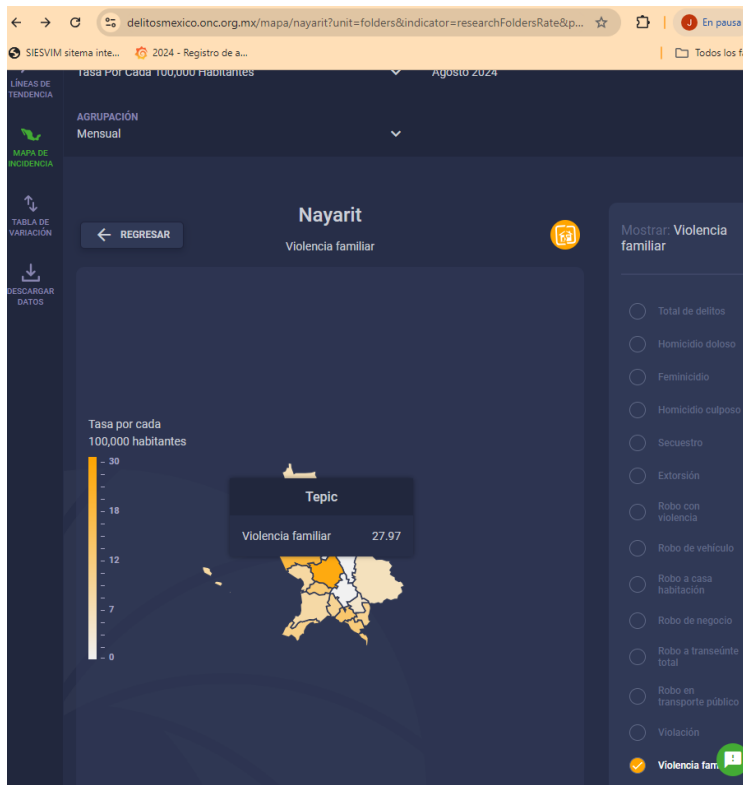 delitosmexico.onc.org.mx/mapa/nayarit?unit=folders&indicator=researchFoldersRate&p...
J En pausa
SIESVIM sitema inte...
2024 - Registro de a...
Todos los fa
LÍNEAS DE
TENDENCIA
Tasa Por Cada 100,000 Habitantes
Agosto 2024
AGRUPACIÓN
Mensual
MAPA DE
INCIDENCIA
TABLA DE
VARIACIÓN
DESCARGAR
DATOS
REGRESAR
Nayarit
Violencia familiar
Tasa por cada
100,000 habitantes
30
18
12
7
0
Tepic
Violencia familiar 27.97
Mostrar: Violencia
familiar
Total de delitos
Homicidio doloso
Feminicidio
Homicidio culposo
Secuestro
Extorsión
Robo con
violencia
Robo de vehículo
Robo a casa
habitación
Robo de negocio
Robo a transeúnte
total
Robo en
transporte público
Violación
Violencia fam